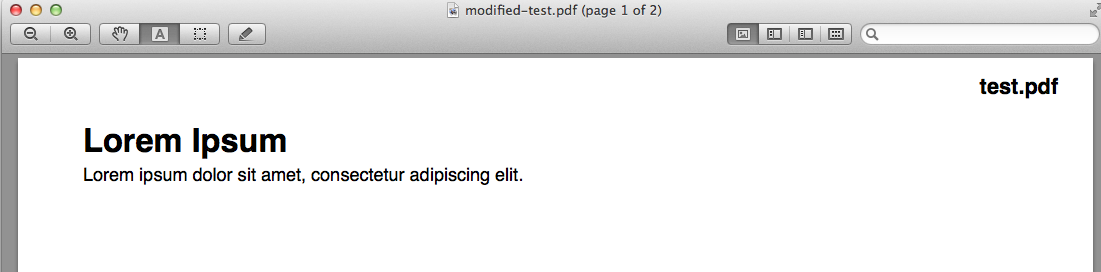 modified-test.pdf (page 1 of 2)
A
test.pdf
Lorem Ipsum
Lorem ipsum dolor sit amet, consectetur adipiscing elit.